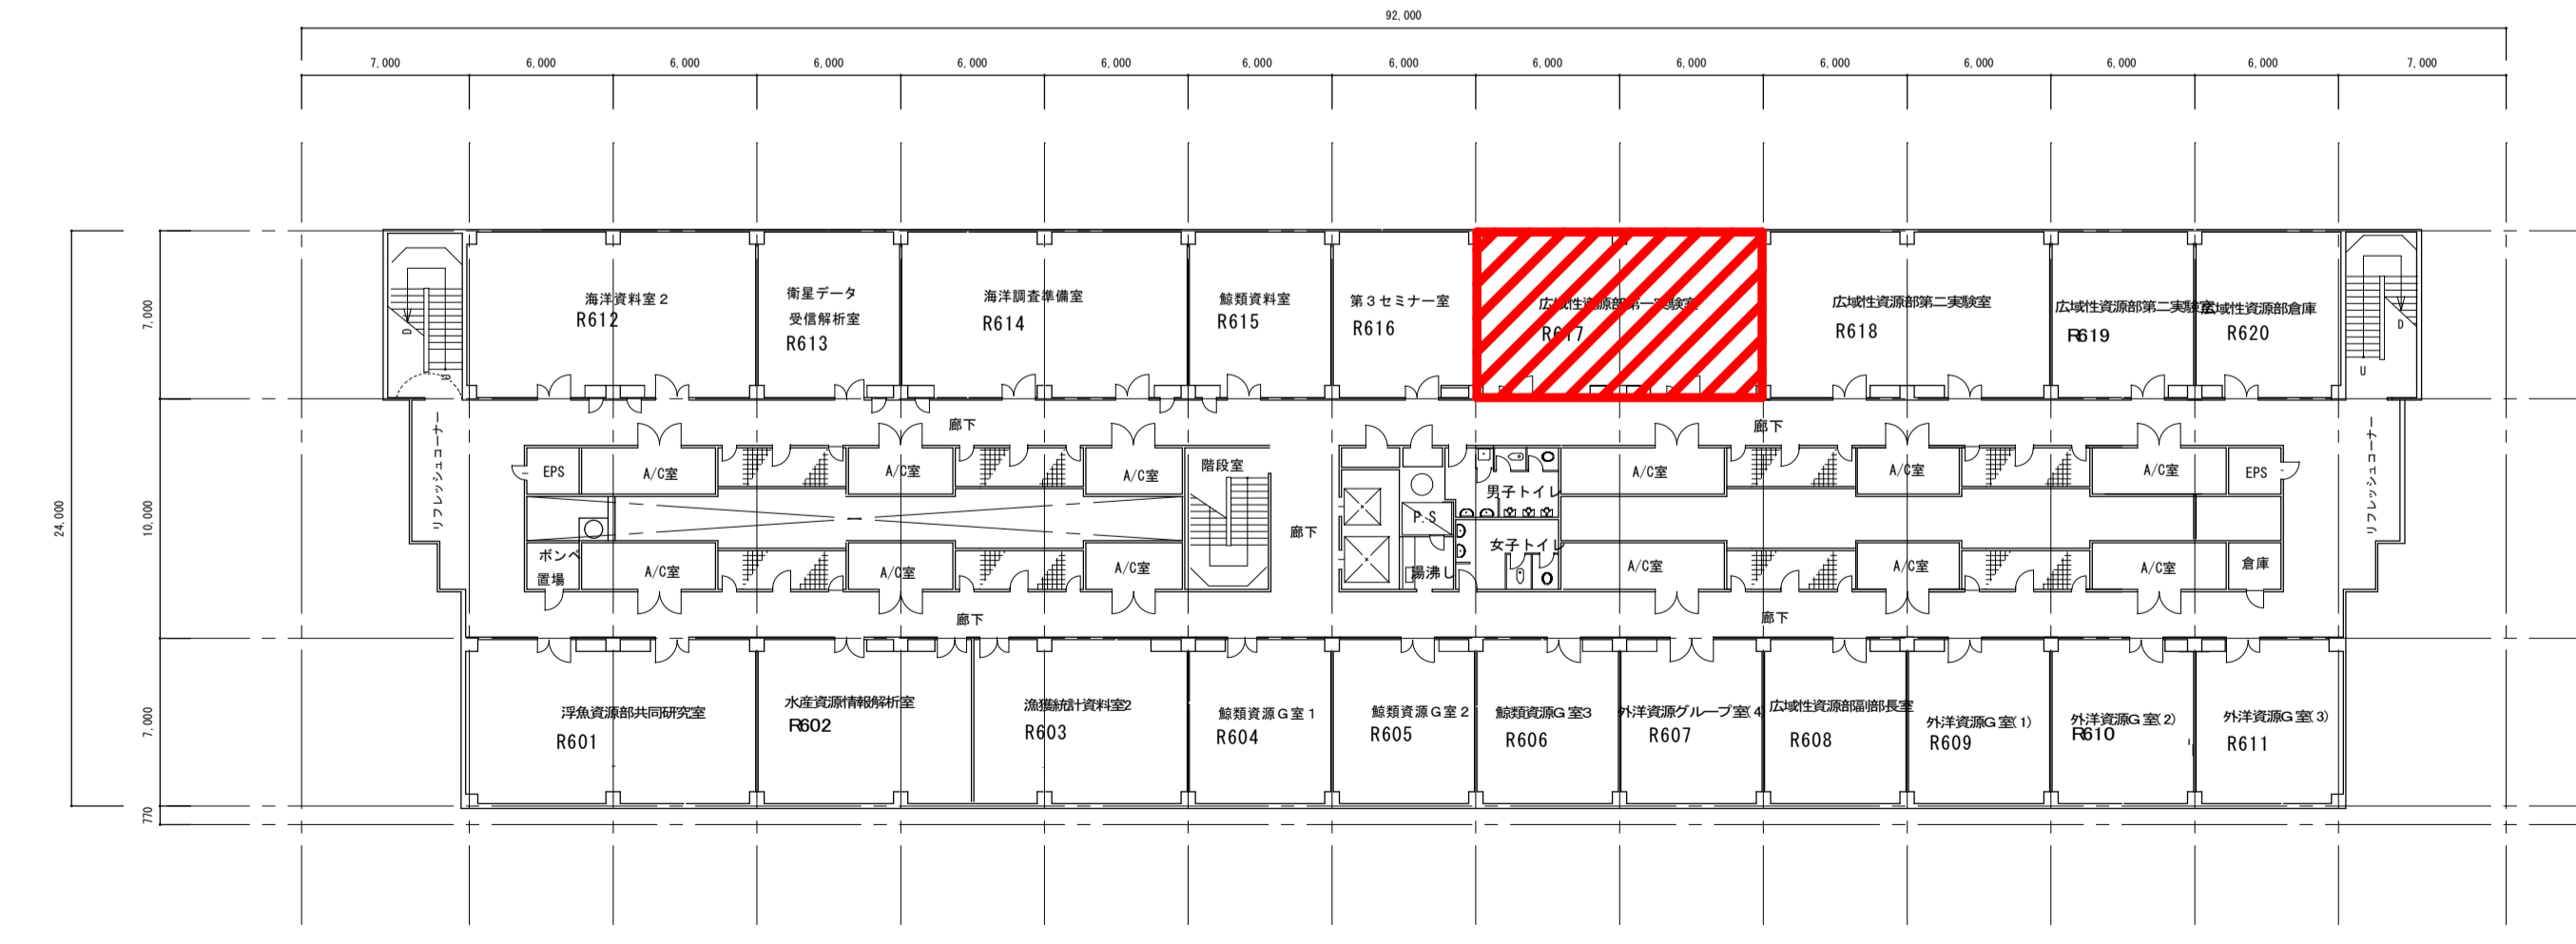 92,000
7,000 6,000 6,000 6,000 6,000 6,000 6,000 6,000 6,000 6,000 6,000 6,000 6,000 6,000 7,000
海洋資料室2
R612
衛星データ
受信解析室
R613
海洋調査準備室
R614
鯨類資料室
R615
第3セミナー室
R616
広域性資源部第一実験室
R617
広域性資源部第二実験室
R618
広域性資源部第二実験室
R619
広域性資源部倉庫
R620
D
U
D
U
7,000
10,000
24,000
7,000
770
リフレッシュコーナー
リフレッシュコーナー
廊下
廊下
EPS
A/C室
A/C室
A/C室
階段室
男子トイレ
A/C室
A/C室
A/C室
EPS
廊下
P.S
女子トイレ
湯沸し
ボンベ
置場
A/C室
A/C室
A/C室
A/C室
A/C室
A/C室
倉庫
廊下
廊下
浮魚資源部共同研究室
R601
水産資源情報解析室
R602
漁獲統計資料室2
R603
鯨類資源G室1
R604
鯨類資源G室2
R605
鯨類資源G室3
R606
外洋資源グループ室(4)
R607
広域性資源部副部長室
R608
外洋資源G室(1)
R609
外洋資源G室(2)
R610
外洋資源G室(3)
R611